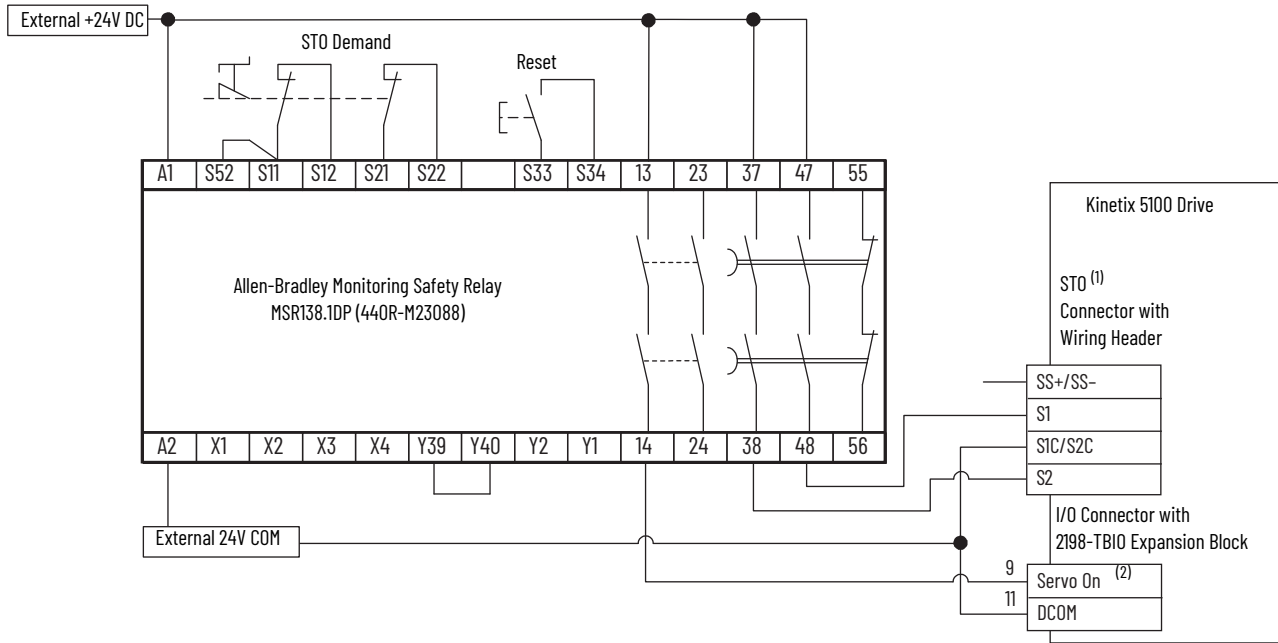 External +24V DC
STO Demand
Reset
A1 S52 S11 S12 S21 S22 S33 S34 13 23 37 47 55
Kinetix 5100 Drive
Allen-Bradley Monitoring Safety Relay
MSR138.1DP (440R-M23088)
STO (1)
Connector with
Wiring Header
SS+/SS–
S1
S1C/S2C
S2
A2 X1 X2 X3 X4 Y39 Y40 Y2 Y1 14 24 38 48 56
External 24V COM
I/O Connector with
2198-TBIO Expansion Block
9 Servo On (2)
11 DCOM